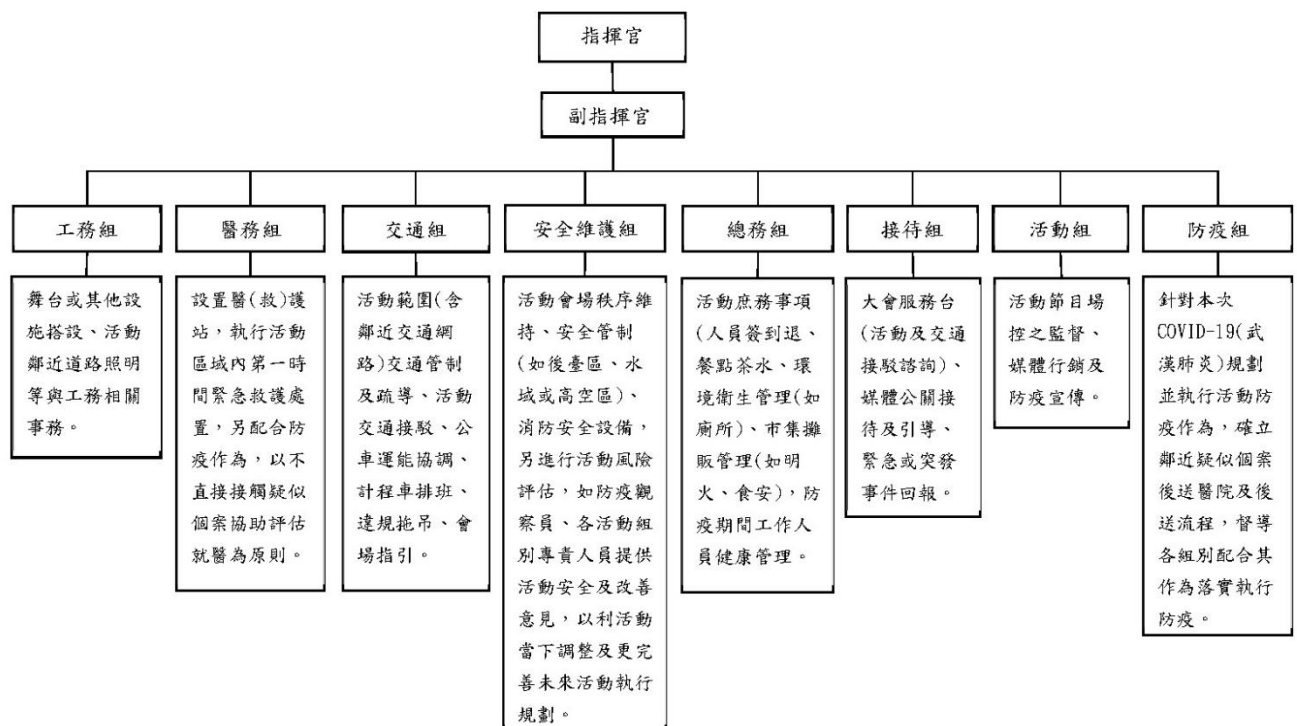 指揮官
副指揮官
工務組
醫務組
交通組
安全維護組
總務組
接待組
活動組
防疫組
舞台或其他設
施搭設、活動
鄰近道路照明
等與工務相關
事務。
設置醫(救)護
站，執行活動
區域內第一時
間緊急救護處
置，另配合防
疫作為，以不
直接接觸疑似
個案協助評估
就醫為原則。
活動範圍(含
鄰近交通網
路)交通管制
及疏導、活動
交通接駁、公
車運能協調、
計程車排班、
違規拖吊、會
場指引。
活動會場秩序維
持、安全管制
(如後臺區、水
域或高空區)、
消防安全設備，
另進行活動風險
評估，如防疫觀
察員、各活動組
別專責人員提供
活動安全及改善
意見，以利活動
當下調整及更完
善未來活動執行
規劃。
活動庶務事項
(人員簽到退、
餐點茶水、環
境衛生管理(如
廁所)、市集攤
販管理(如明
火、食安)，防
疫期間工作人
員健康管理。
大會服務台
(活動及交通
接駁諮詢)、
媒體公關接
待及引導、
緊急或突發
事件回報。
活動節目場
控之監督、
媒體行銷及
防疫宣傳。
針對本次
COVID-19(武
漢肺炎)規劃
並執行活動防
疫作為，確立
鄰近疑似個案
後送醫院及後
送流程，督導
各組別配合其
作為落實執行
防疫。